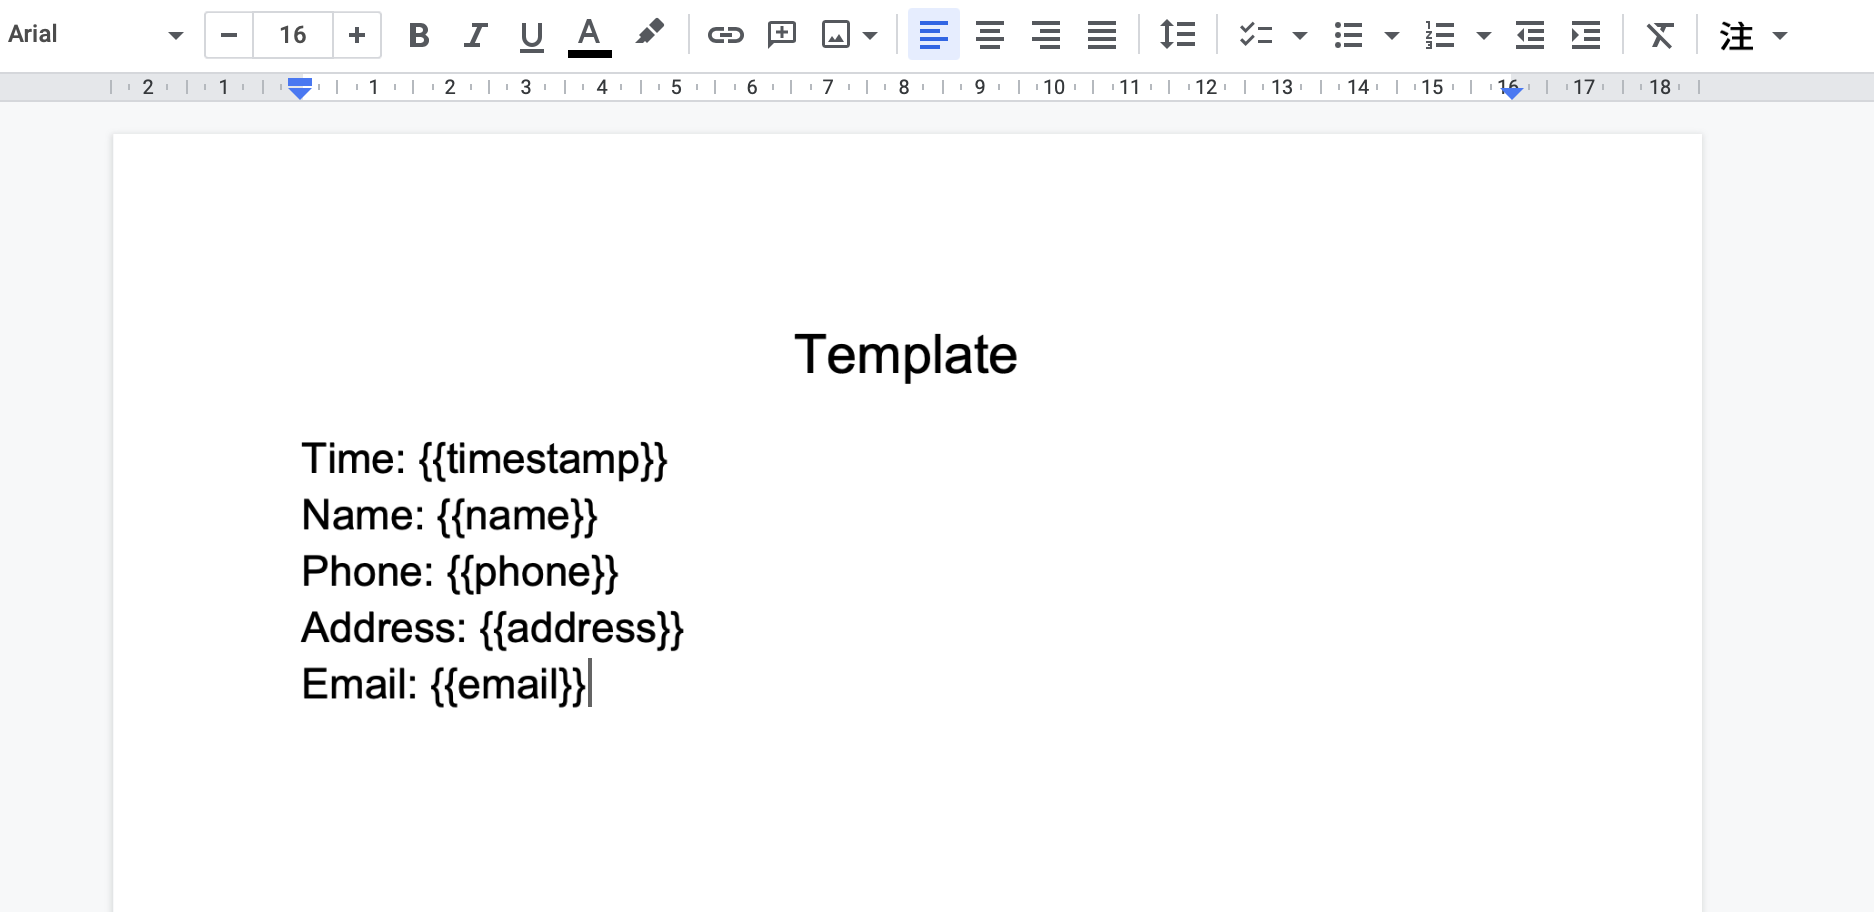 Arial
16
B I U A
注
2 1 1 2 3 4 5 6 7 8 9 10 11 12 13 14 15 16 17 18
Template
Time: {{timestamp}}
Name: {{name}}
Phone: {{phone}}
Address: {{address}}
Email: {{email}}